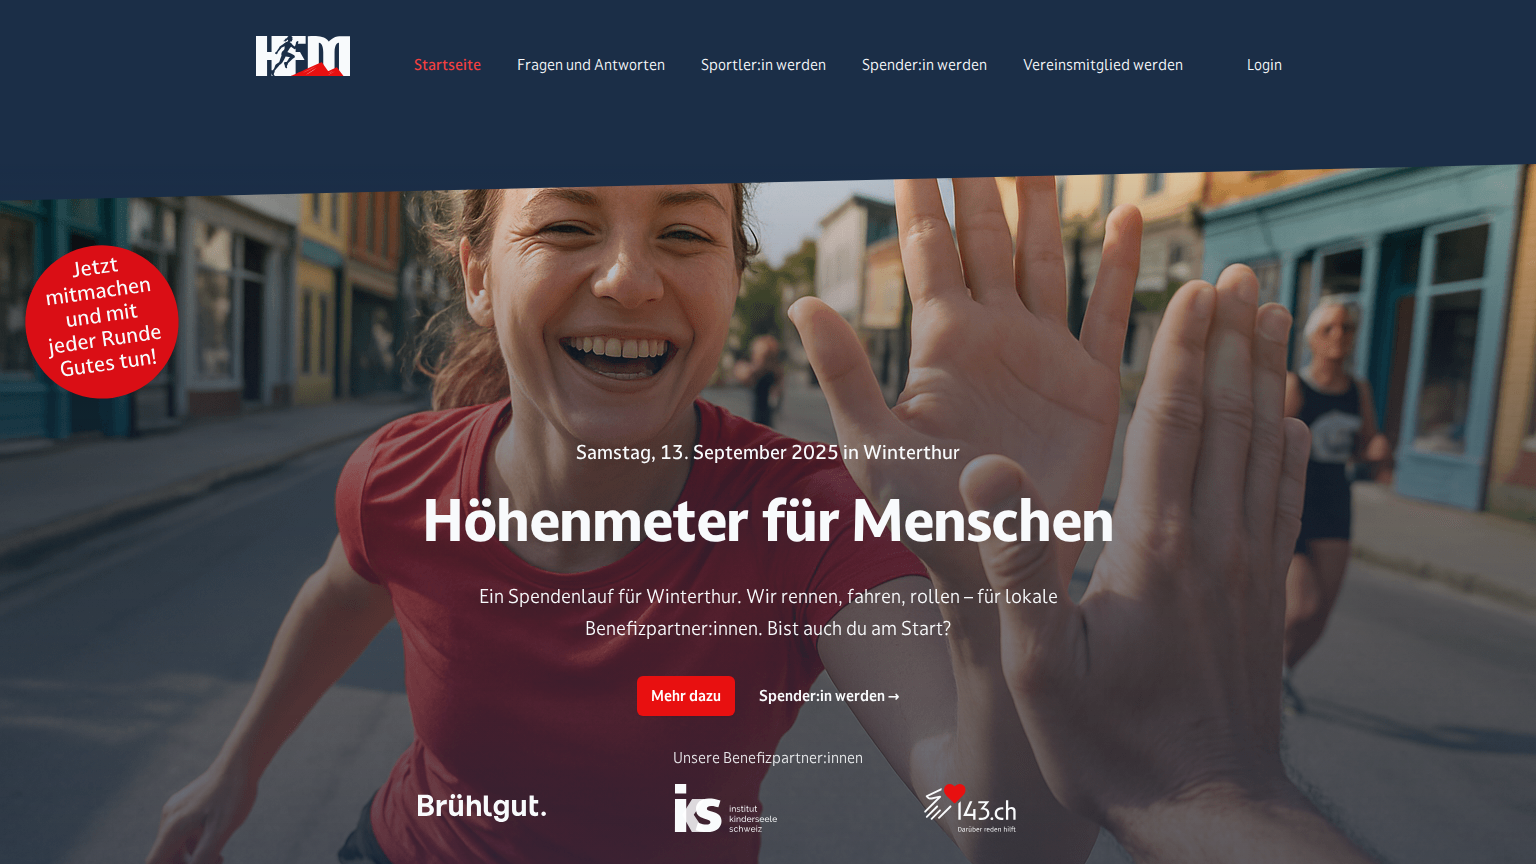 HFM
Startseite
Fragen und Antworten
Sportler:in werden
Spender:in werden
Vereinsmitglied werden
Login
Jetzt
mitmachen
und mit
jeder Runde
Gutes tun!
Samstag, 13. September 2025 in Winterthur
Höhenmeter für Menschen
Ein Spendenlauf für Winterthur. Wir rennen, fahren, rollen – für lokale
Benefizpartner:innen. Bist auch du am Start?
Mehr dazu
Spender:in werden →
Unsere Benefizpartner:innen
Brühlgut.
iks
institut
kinderseele
schweiz
143.ch
Darüber reden hilft